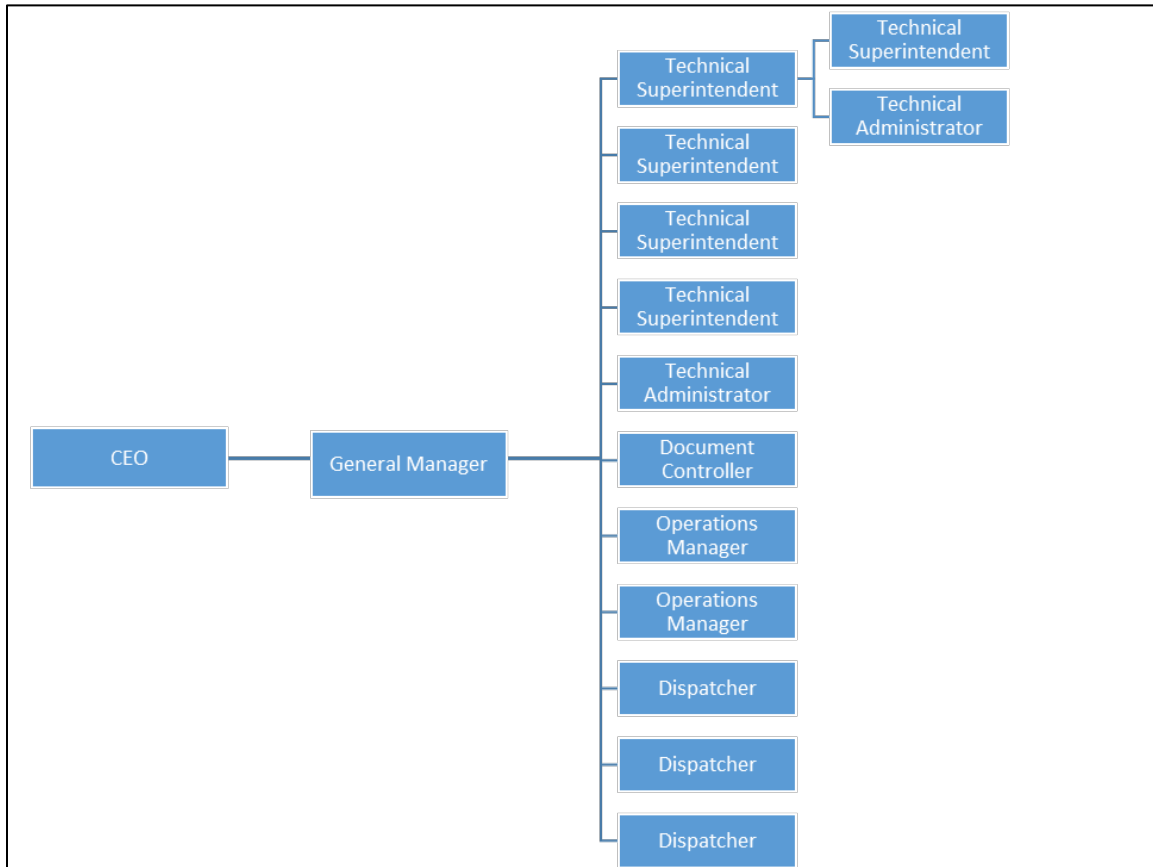 CEO
General Manager
Technical
Superintendent
Technical
Superintendent
Technical
Administrator
Technical
Superintendent
Technical
Superintendent
Technical
Superintendent
Technical
Administrator
Document
Controller
Operations
Manager
Operations
Manager
Dispatcher
Dispatcher
Dispatcher